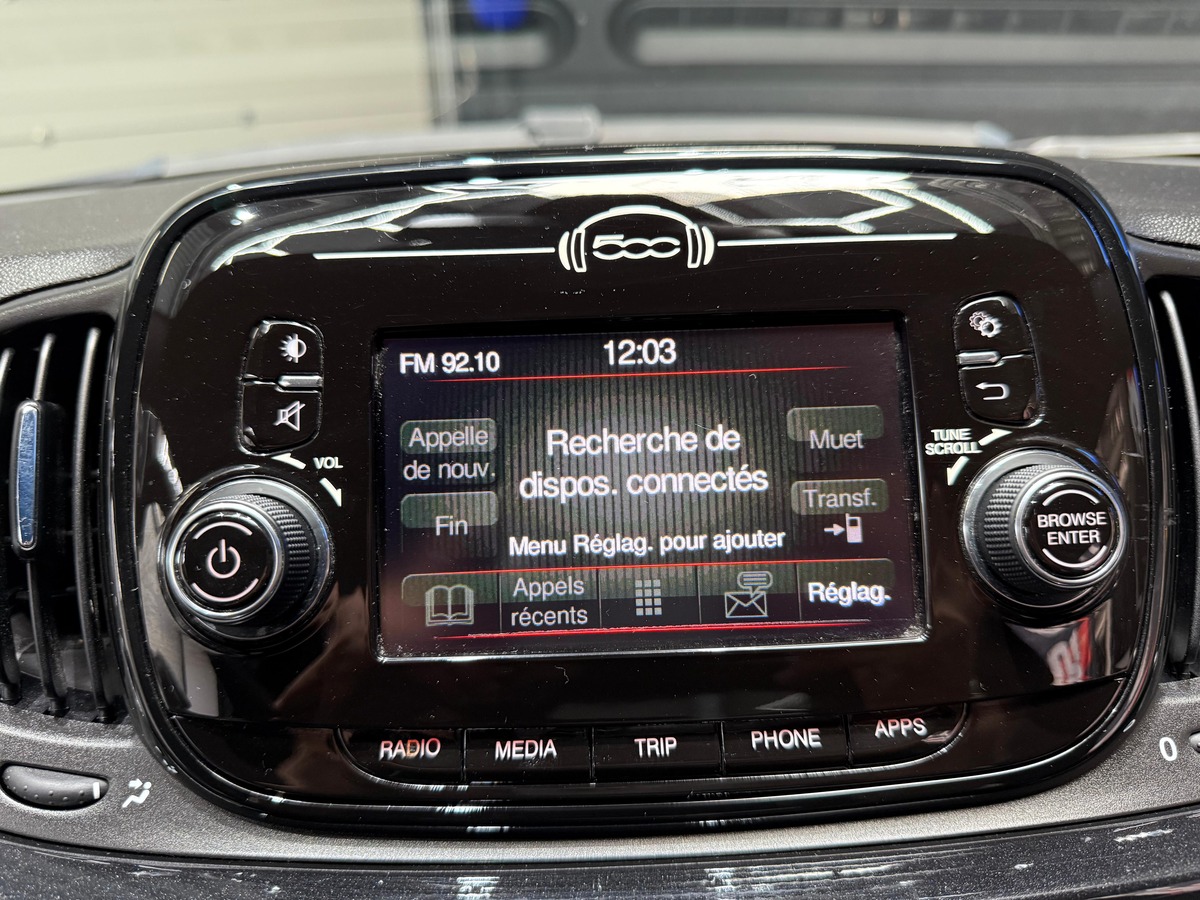 500
FM 92.10
12:03
Appelle
de nouv.
Recherche de
dispos. connectés
Muet
Fin
Transf.
Menu Réglag. pour ajouter
Appels
récents
Réglag.
VOL
TUNE
SCROLL
BROWSE
ENTER
RADIO
MEDIA
TRIP
PHONE
APPS
0